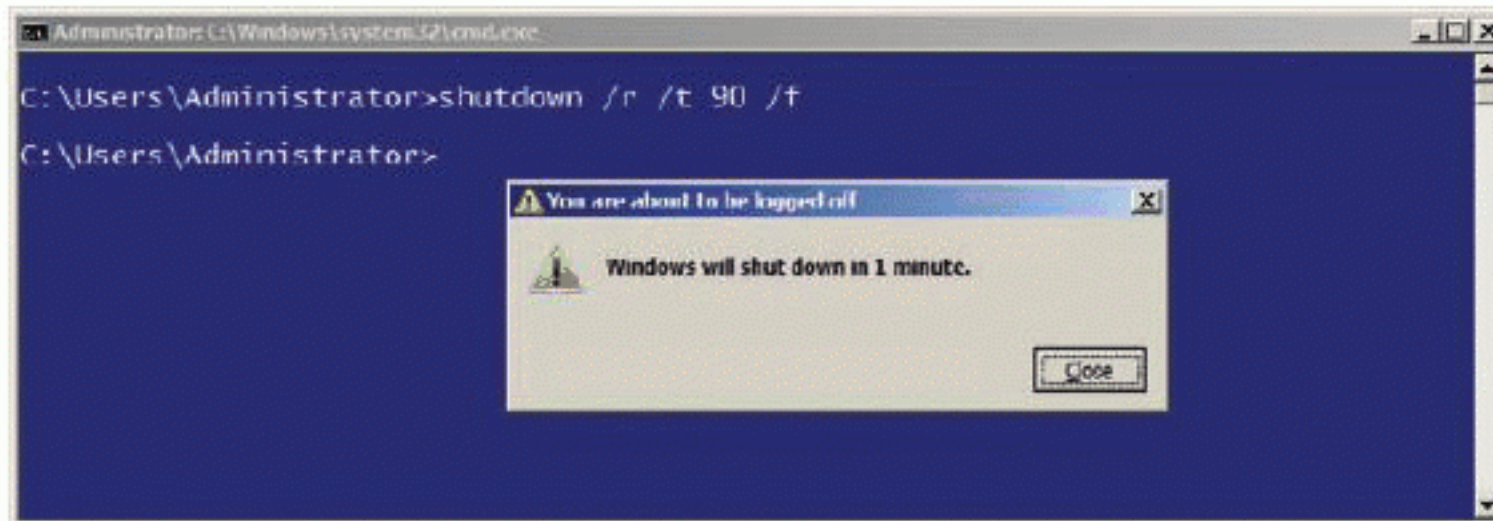 Administrator: C:\Windows\system32\cmd.exe
C:\Users\Administrator>shutdown /r /t 90 /f
C:\Users\Administrator>
You are about to be logged off
Windows will shut down in 1 minute.
Close